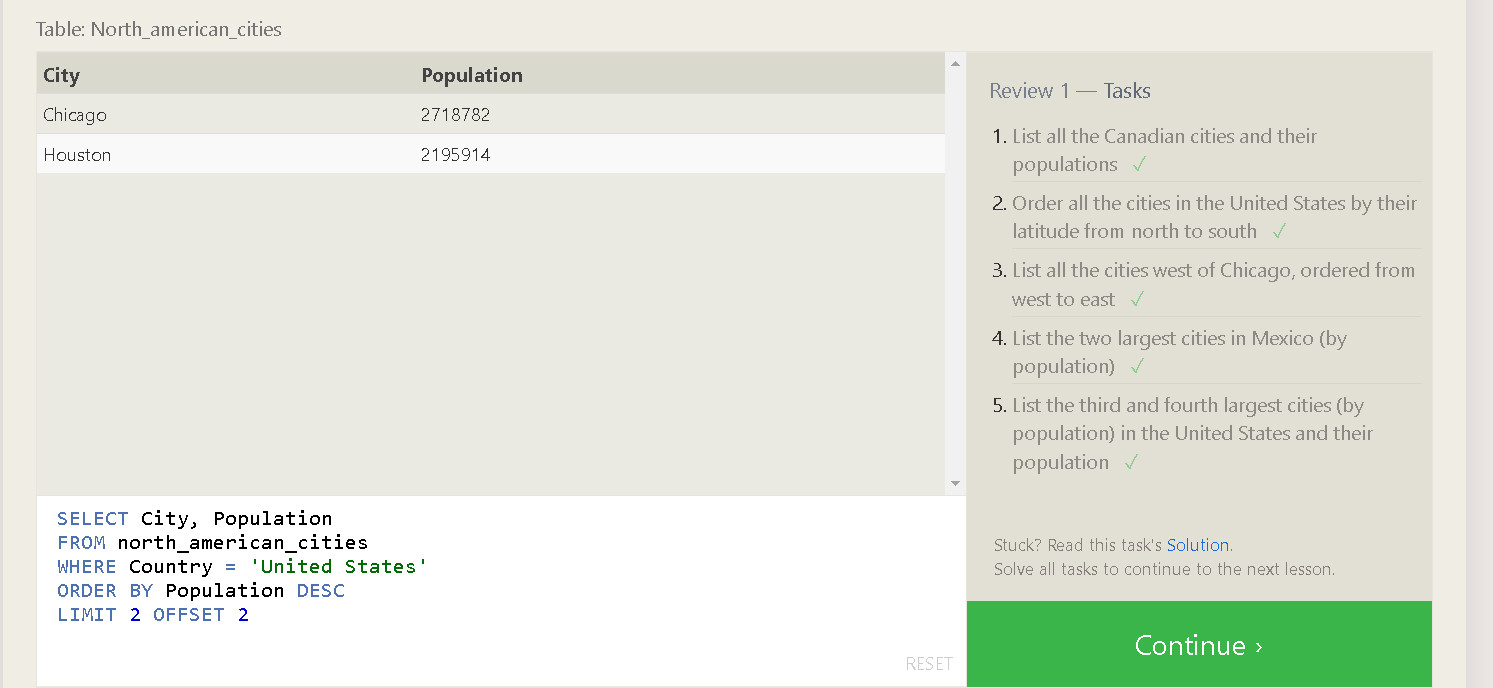 Table: North_american_cities
City Population
Chicago 2718782
Houston 2195914
SELECT City, Population
FROM north_american_cities
WHERE Country = 'United States'
ORDER BY Population DESC
LIMIT 2 OFFSET 2
RESET
Review 1 — Tasks
1. List all the Canadian cities and their
populations ✓
2. Order all the cities in the United States by their
latitude from north to south ✓
3. List all the cities west of Chicago, ordered from
west to east ✓
4. List the two largest cities in Mexico (by
population) ✓
5. List the third and fourth largest cities (by
population) in the United States and their
population ✓
Stuck? Read this task's Solution.
Solve all tasks to continue to the next lesson.
Continue ›